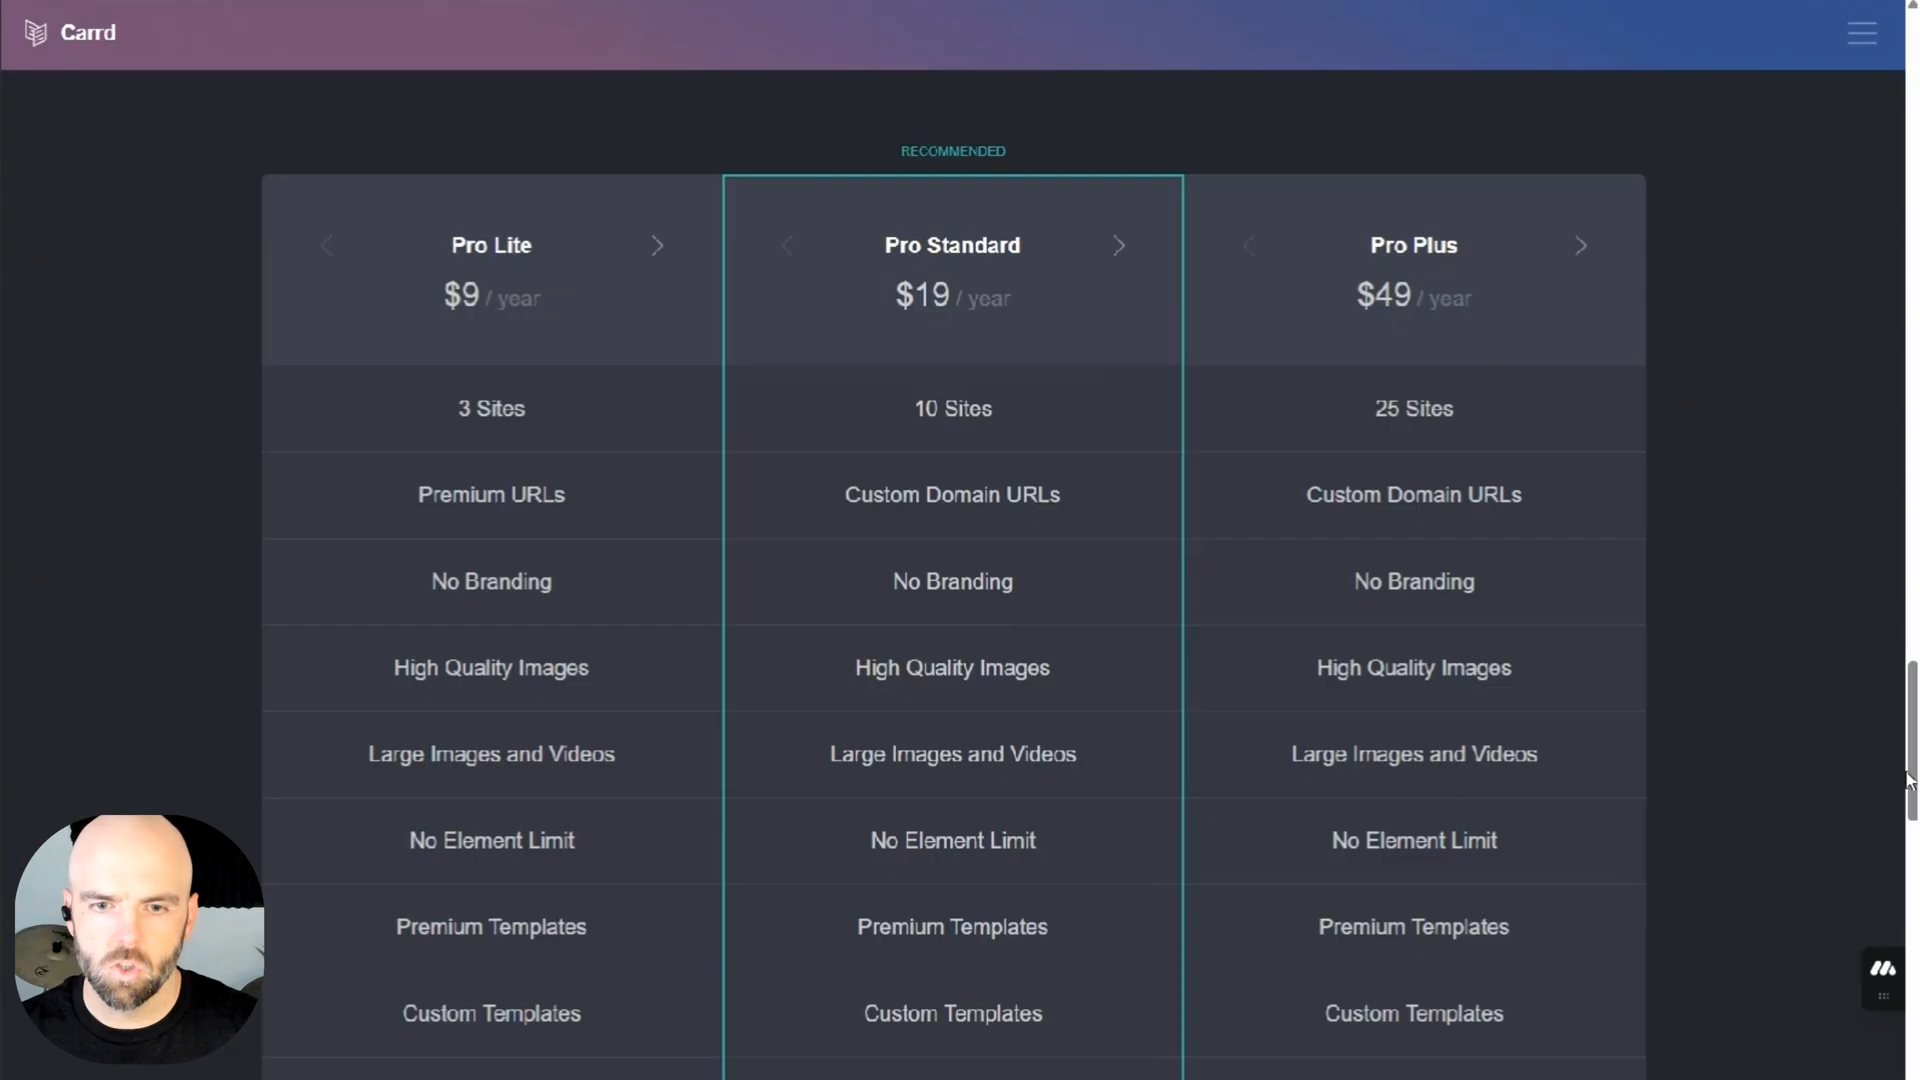 Carrd
RECOMMENDED
Pro Lite
$9 / year
3 Sites
Premium URLs
No Branding
High Quality Images
Large Images and Videos
No Element Limit
Premium Templates
Custom Templates
Pro Standard
$19 / year
10 Sites
Custom Domain URLs
No Branding
High Quality Images
Large Images and Videos
No Element Limit
Premium Templates
Custom Templates
Pro Plus
$49 / year
25 Sites
Custom Domain URLs
No Branding
High Quality Images
Large Images and Videos
No Element Limit
Premium Templates
Custom Templates